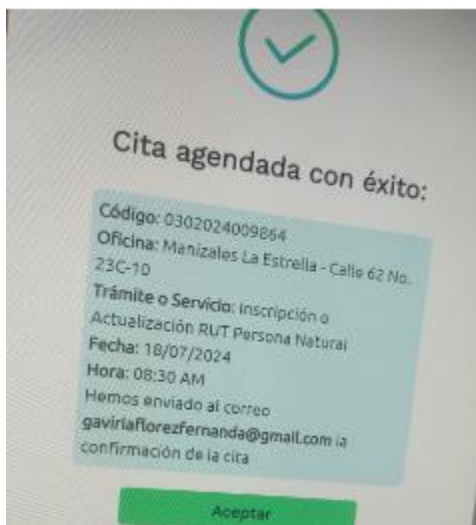 Cita agendada con éxito:
Código: 0302024009864
Oficina: Manizales La Estrella - Calle 62 No.
23C-10
Trámite o Servicio: Inscripción o
Actualización RUT Persona Natural
Fecha: 18/07/2024
Hora: 08:30 AM
Hemos enviado al correo
gaviriaflorezfernanda@gmail.com la
confirmación de la cita
Aceptar